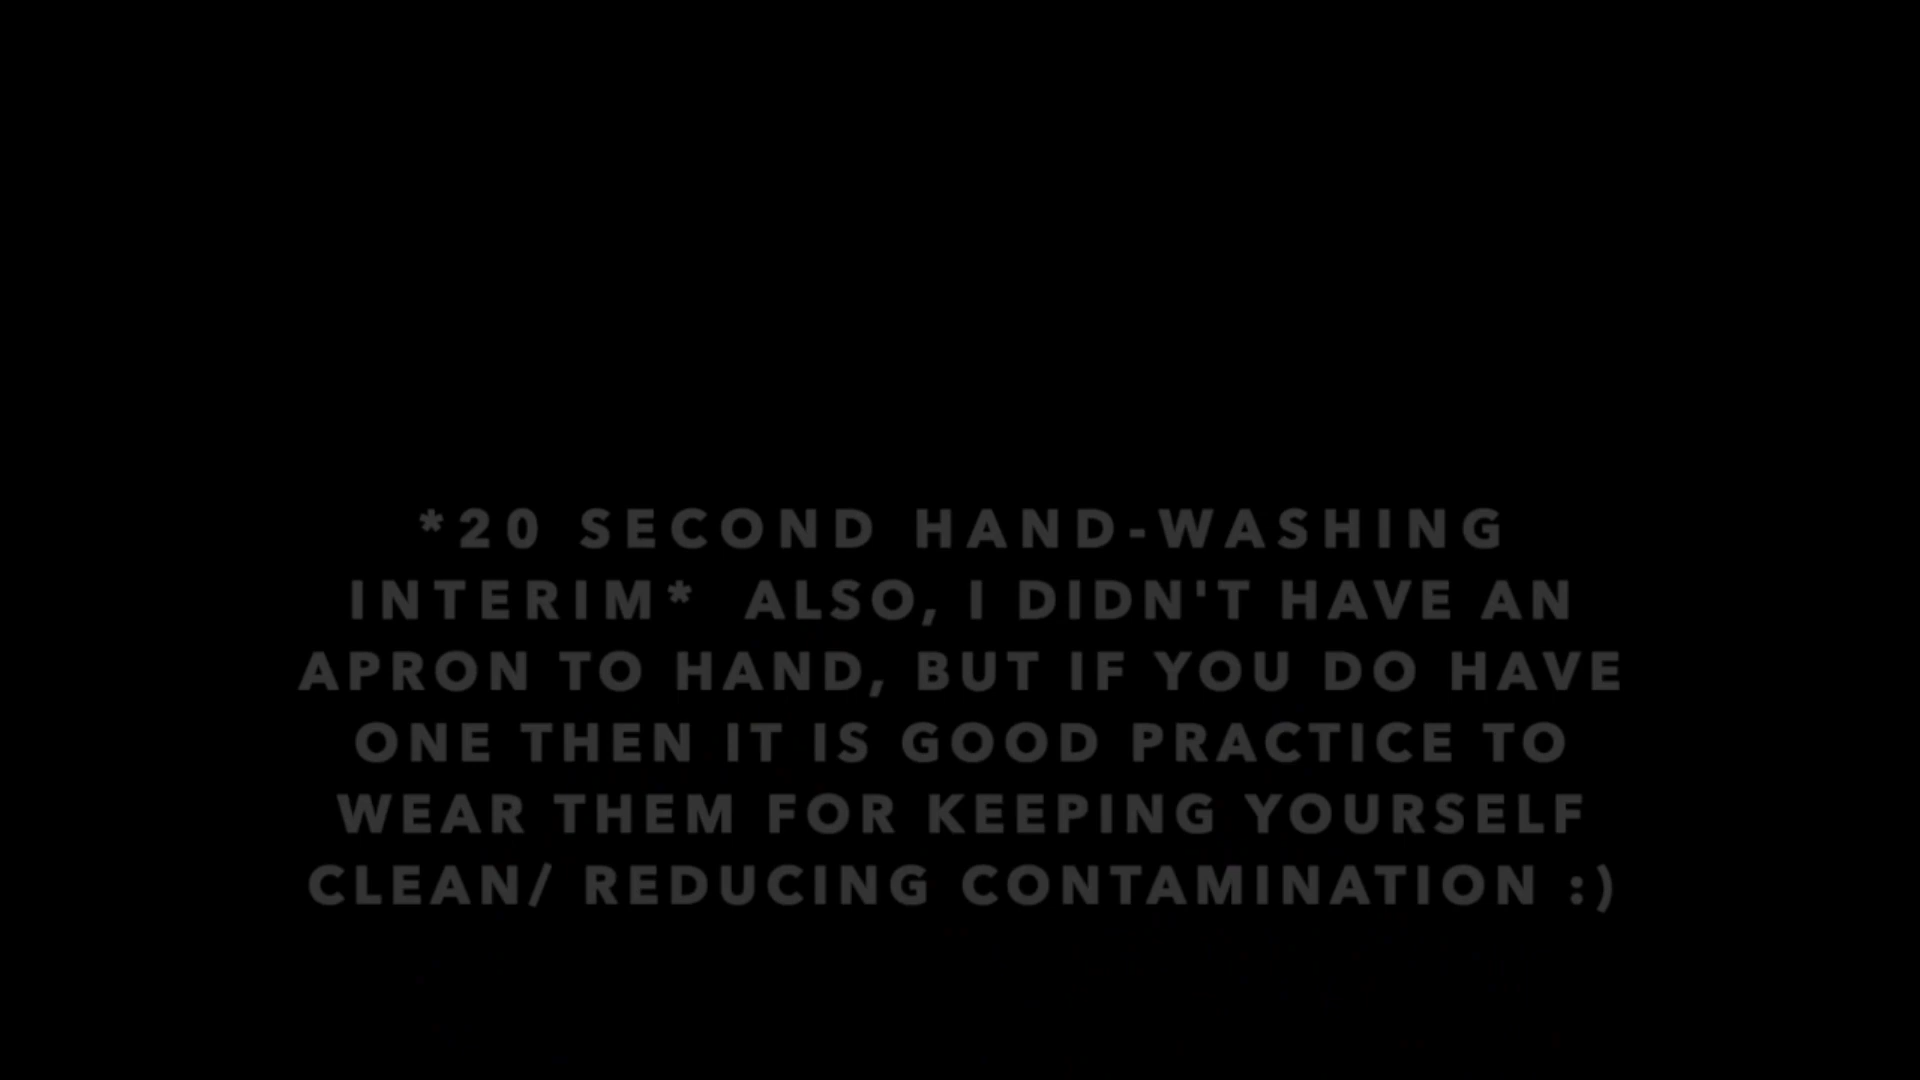 *20 SECOND HAND-WASHING
INTERIM*  ALSO, I DIDN'T HAVE AN
APRON TO HAND, BUT IF YOU DO HAVE
ONE THEN IT IS GOOD PRACTICE TO
WEAR THEM FOR KEEPING YOURSELF
CLEAN/ REDUCING CONTAMINATION :)